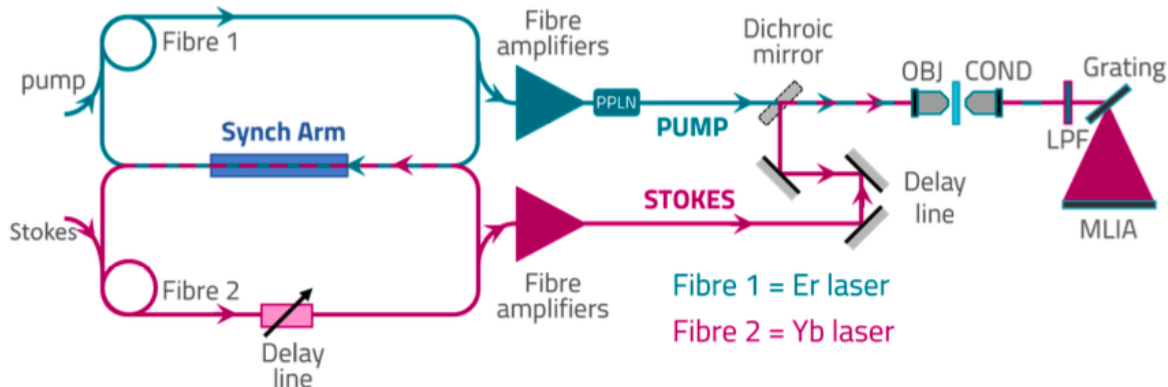 pump
Fibre 1
Fibre
amplifiers
PPLN
PUMP
Dichroic
mirror
OBJ
COND
Grating
LPF
MLIA
Synch Arm
Stokes
Fibre 2
Delay
line
STOKES
Fibre
amplifiers
Delay
line
Fibre 1 = Er laser
Fibre 2 = Yb laser